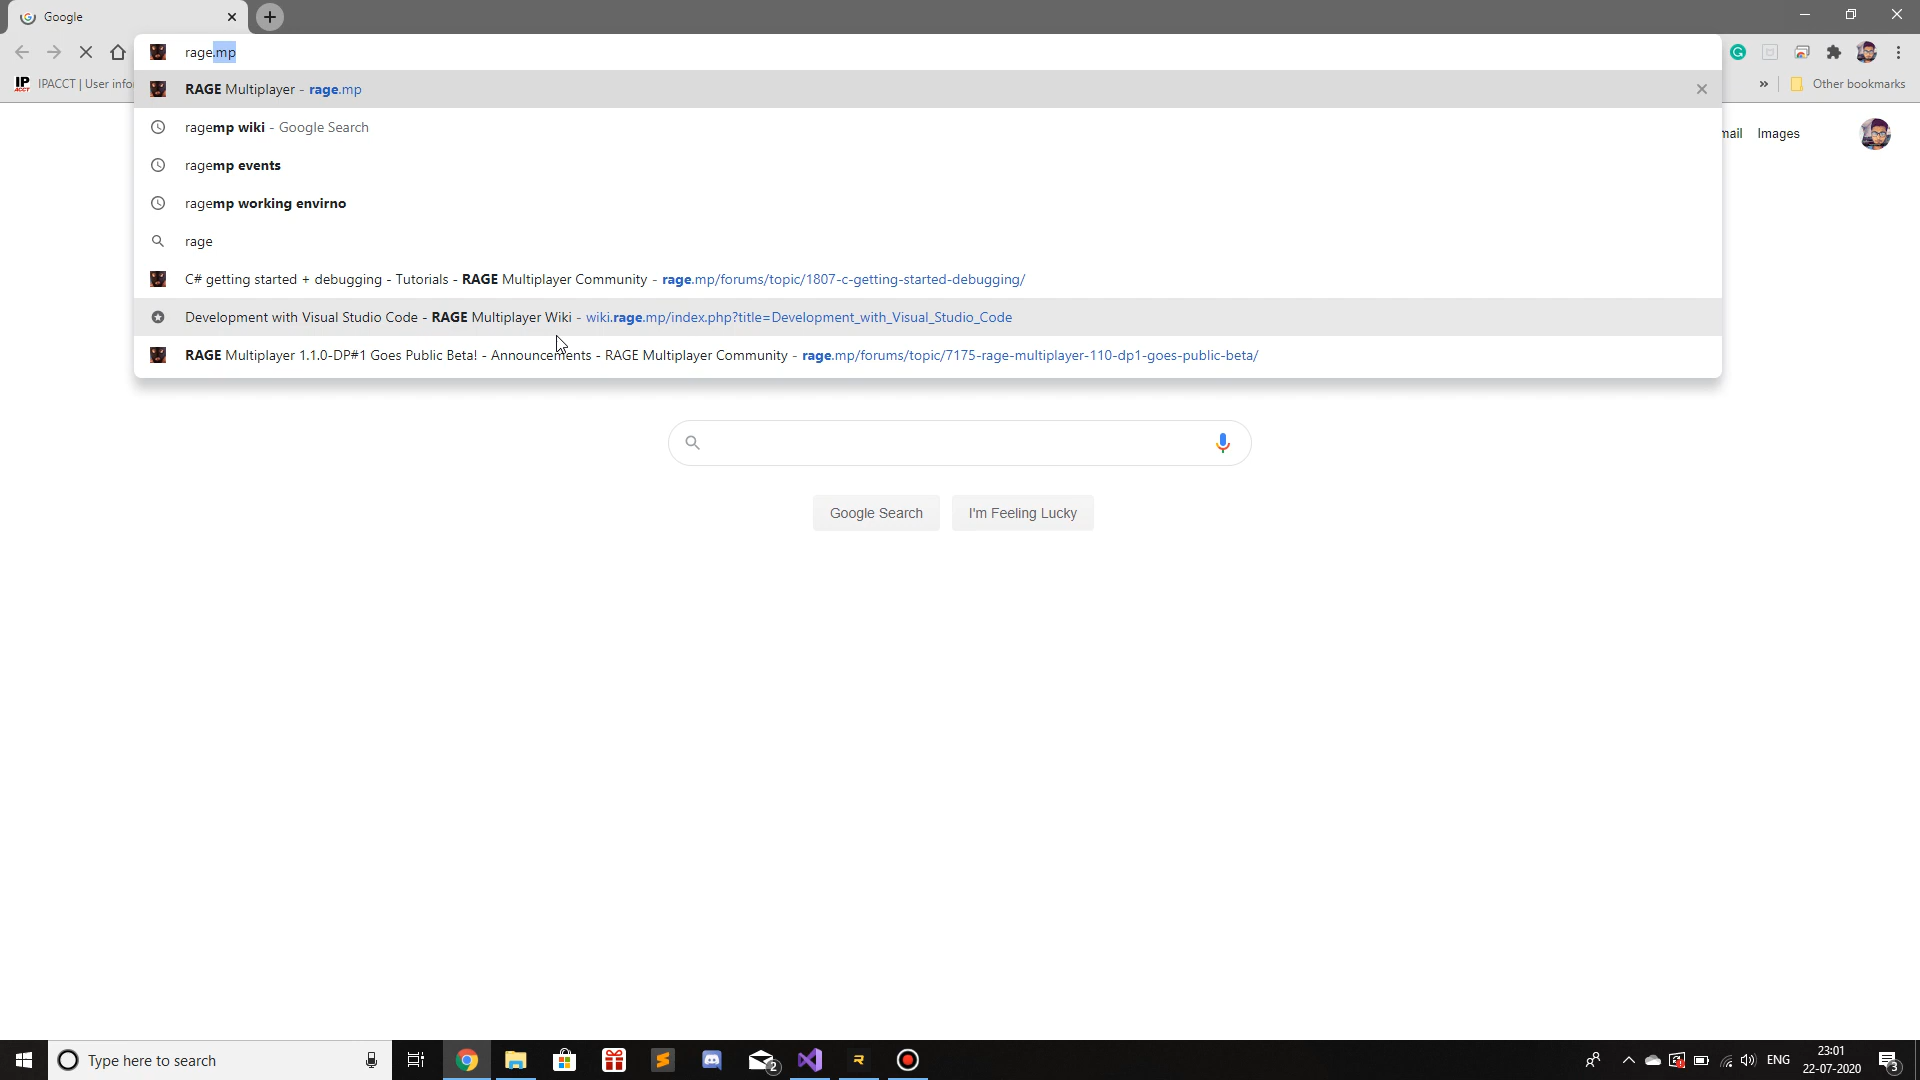 Google
rage.mp
IP
ACCT
IPACCT | User info
Other bookmarks
RAGE Multiplayer - rage.mp
ragemp wiki - Google Search
mail Images
ragemp events
ragemp working envirno
rage
C# getting started + debugging - Tutorials - RAGE Multiplayer Community - rage.mp/forums/topic/1807-c-getting-started-debugging/
Development with Visual Studio Code - RAGE Multiplayer Wiki - wiki.rage.mp/index.php?title=Development_with_Visual_Studio_Code
RAGE Multiplayer 1.1.0-DP#1 Goes Public Beta! - Announcements - RAGE Multiplayer Community - rage.mp/forums/topic/7175-rage-multiplayer-110-dp1-goes-public-beta/
Google Search I'm Feeling Lucky
Type here to search
2
ENG
23:01
22-07-2020
3